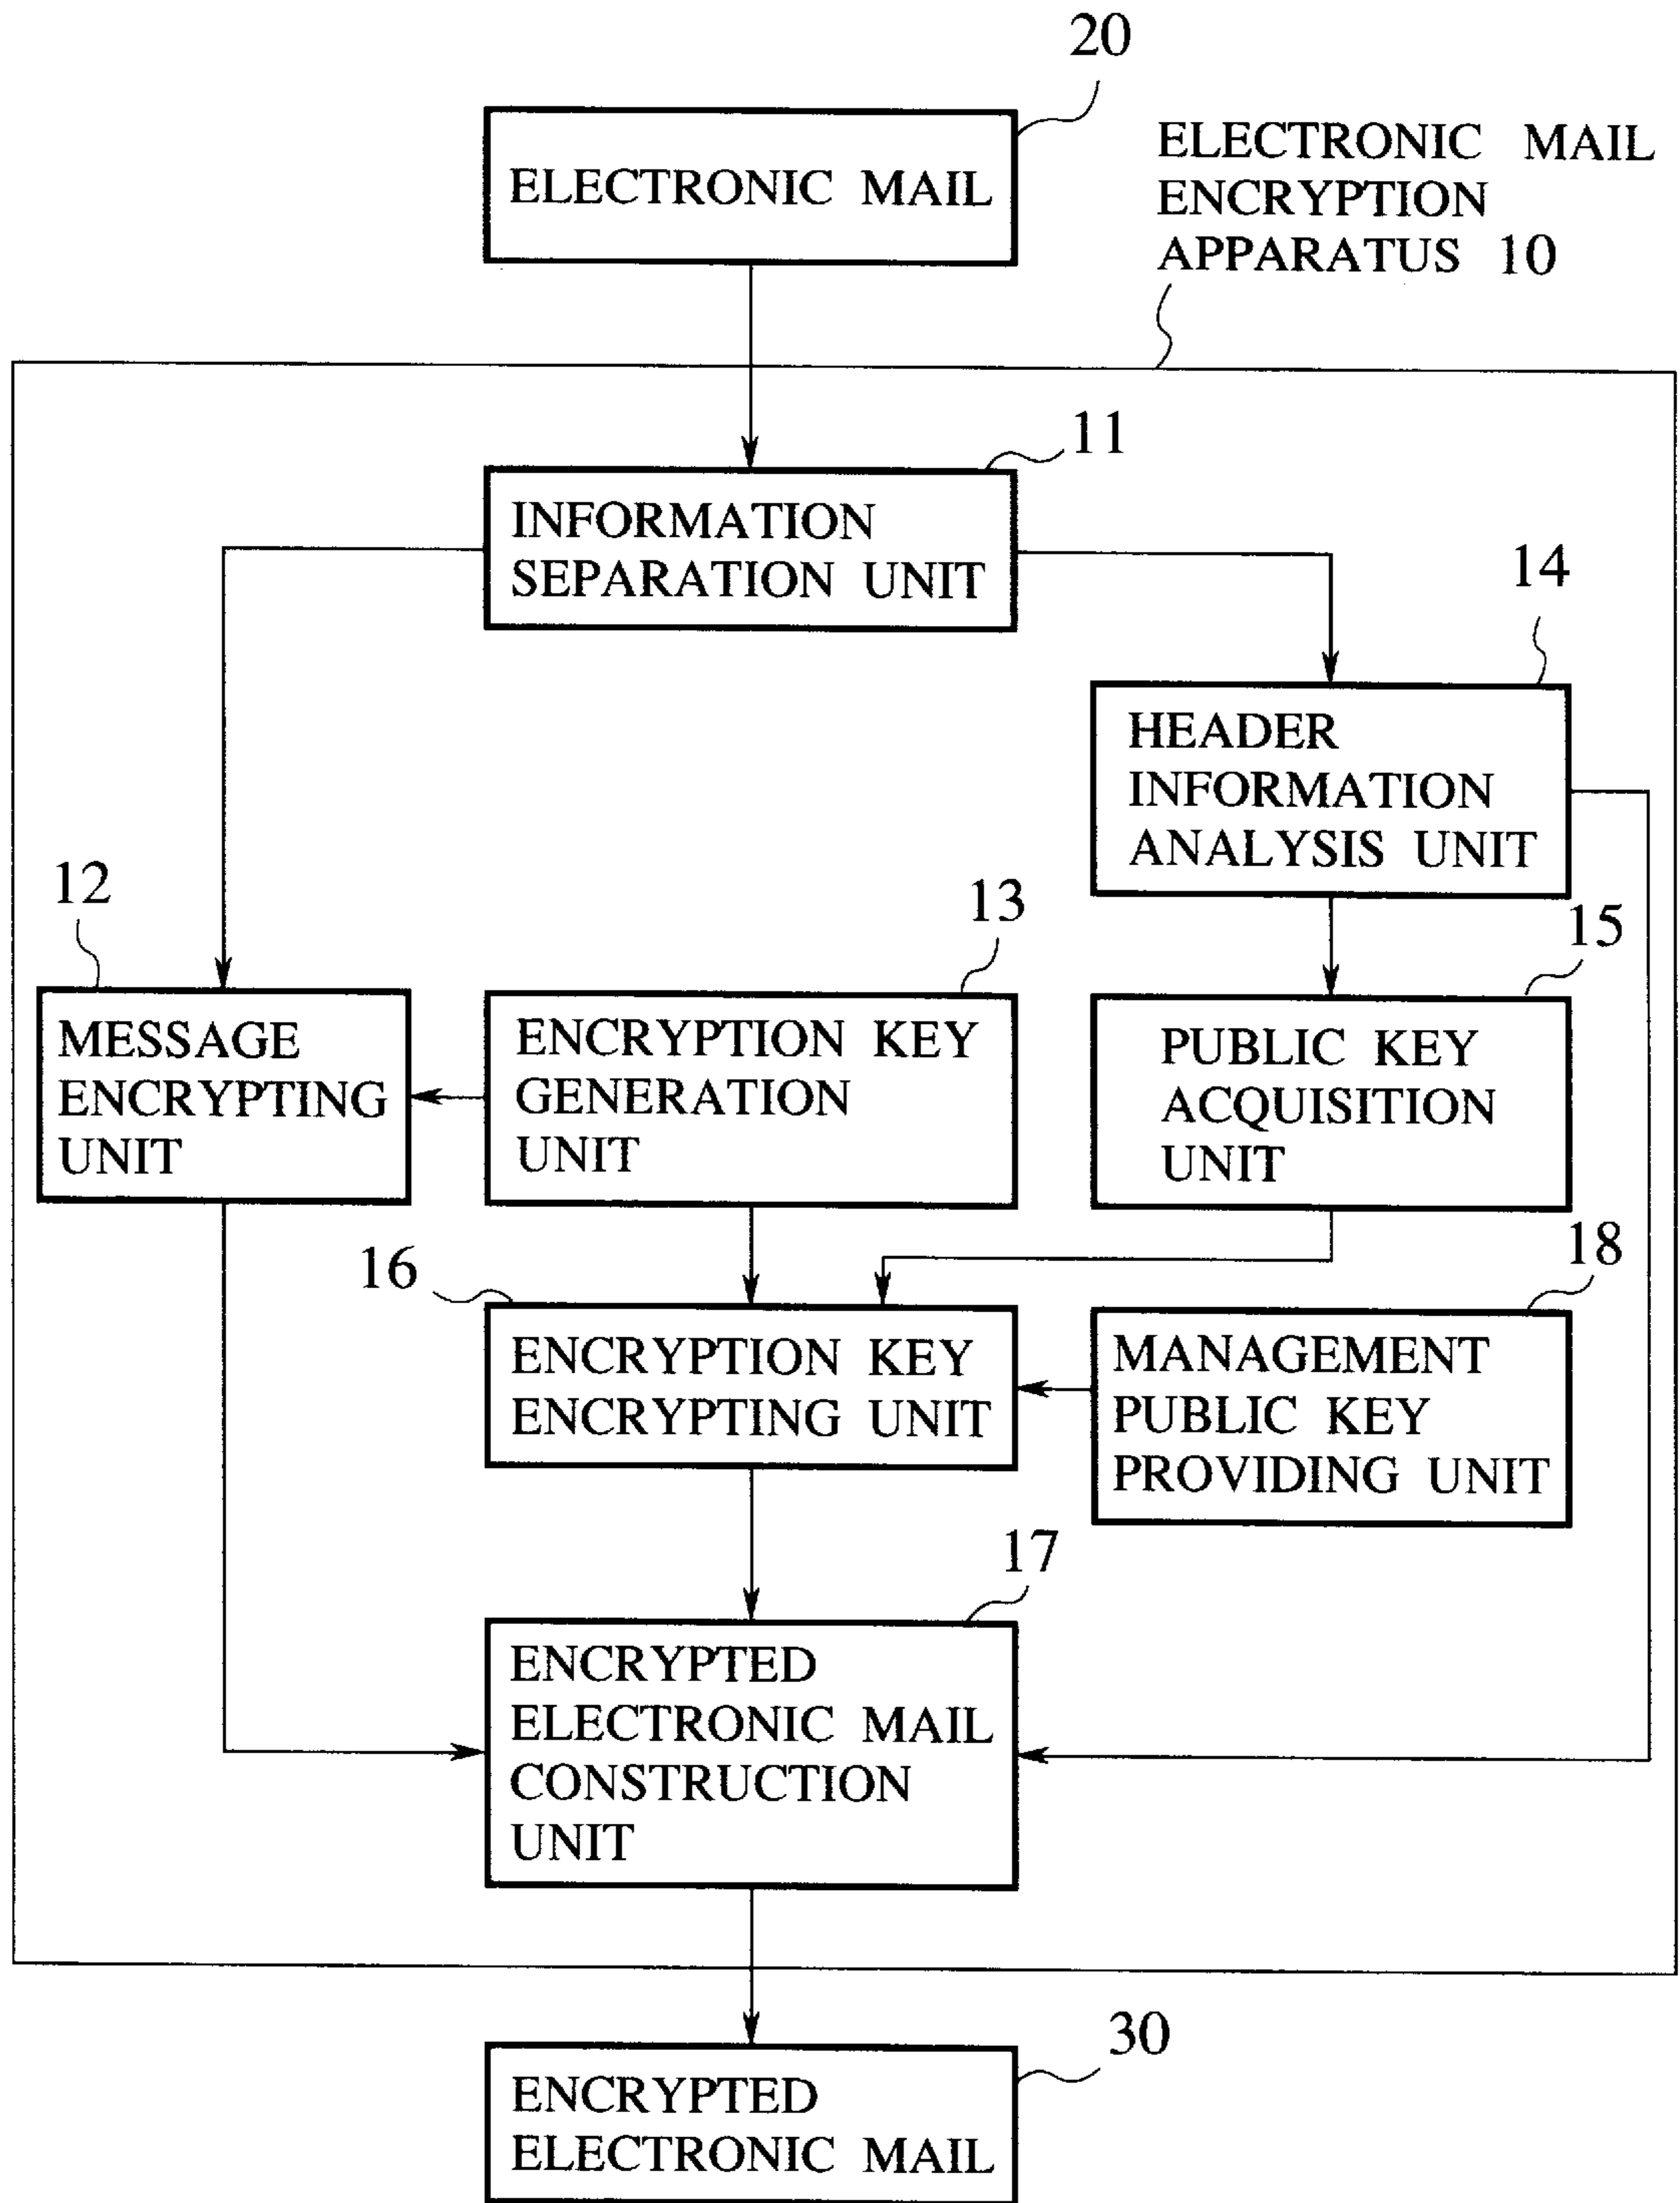 20
ELECTRONIC MAIL
ELECTRONIC MAIL
ENCRYPTION
APPARATUS 10
11
INFORMATION
SEPARATION UNIT
14
HEADER
INFORMATION
ANALYSIS UNIT
12
MESSAGE
ENCRYPTING
UNIT
13
ENCRYPTION KEY
GENERATION
UNIT
15
PUBLIC KEY
ACQUISITION
UNIT
16
ENCRYPTION KEY
ENCRYPTING UNIT
18
MANAGEMENT
PUBLIC KEY
PROVIDING UNIT
17
ENCRYPTED
ELECTRONIC MAIL
CONSTRUCTION
UNIT
30
ENCRYPTED
ELECTRONIC MAIL